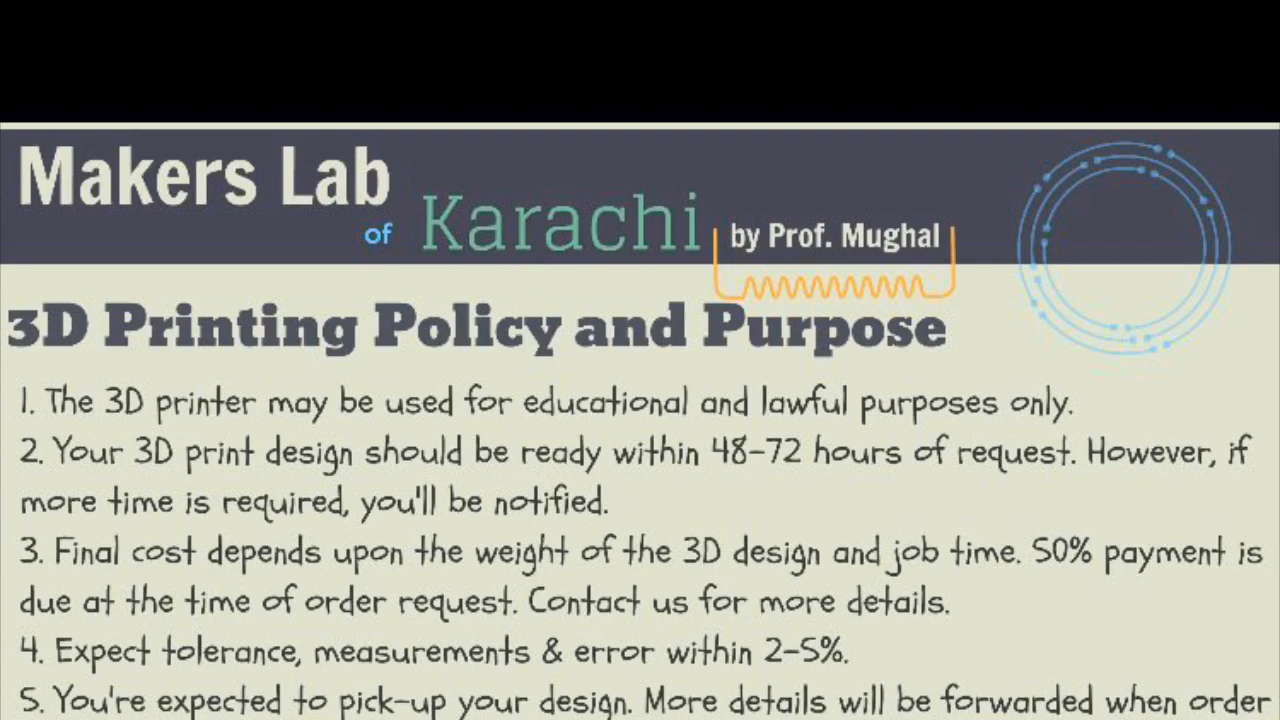 Makers Lab
of Karachi by Prof. Mughal
3D Printing Policy and Purpose
1. The 3D printer may be used for educational and lawful purposes only.
2. Your 3D print design should be ready within 48-72 hours of request. However, if
more time is required, you'll be notified.
3. Final cost depends upon the weight of the 3D design and job time. 50% payment is
due at the time of order request. Contact us for more details.
4. Expect tolerance, measurements & error within 2-5%.
5. You're expected to pick-up your design. More details will be forwarded when order